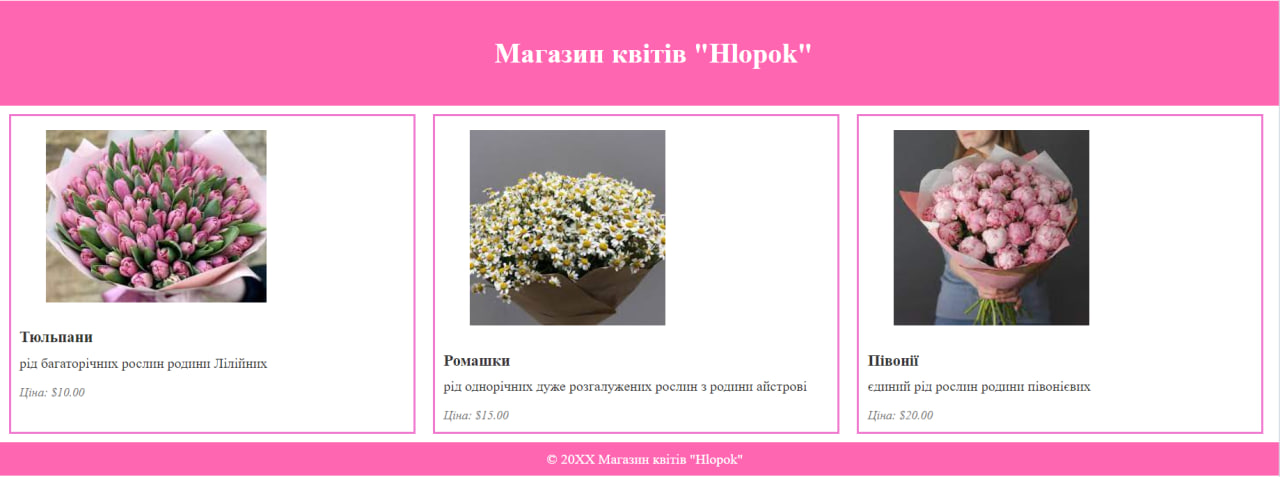 Магазин квітів "Hlopok"
Тюльпани
рід багаторічних рослин родини Лілійних
Ціна: $10.00
Ромашки
рід однорічних дуже розгалужених рослин з родини айстрові
Ціна: $15.00
Півонії
єдиний рід рослин родини півонієвих
Ціна: $20.00
© 20XX Магазин квітів "Hlopok"